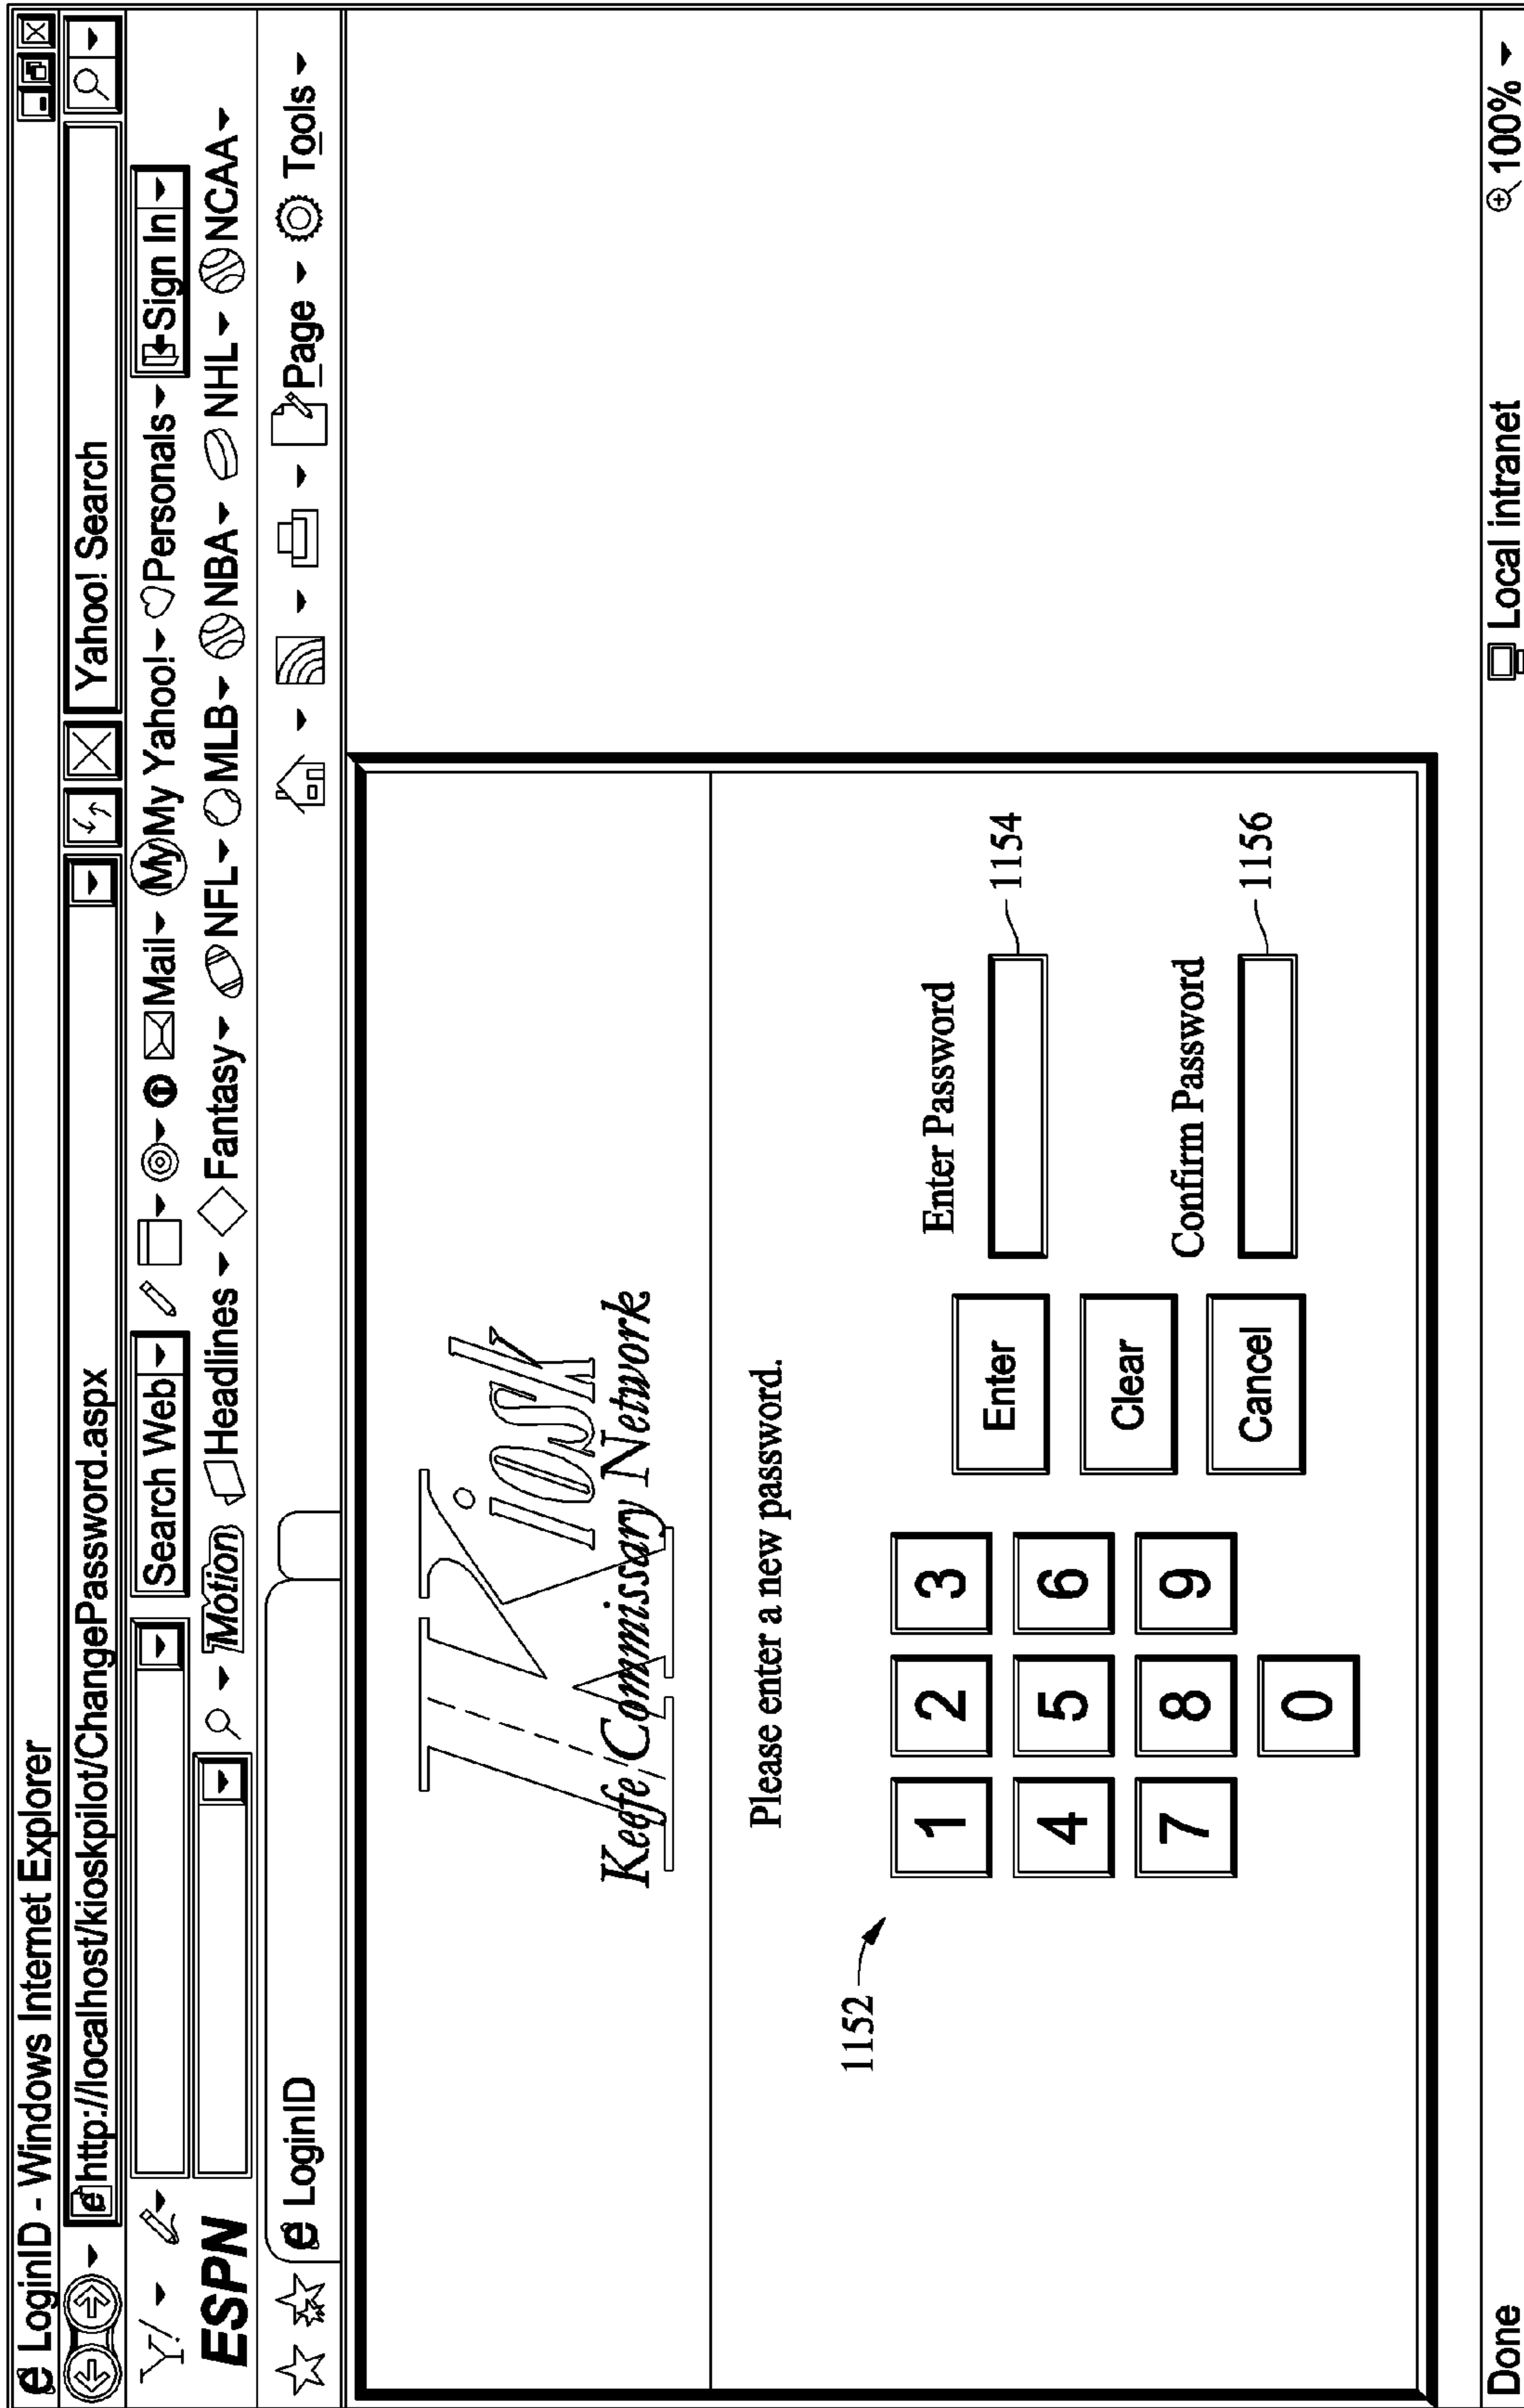 LoginID - Windows Internet Explorer
http://localhost/kioskpilot/ChangePassword.aspx Yahoo! Search
Y! Search Web Mail My My Yahoo! Personals Sign In
ESPN Motion Headlines Fantasy NFL MLB NBA NHL NCAA
LoginID Page Tools
Kiosk
Keefe Commissary Network
Please enter a new password.
1152
1 2 3
4 5 6
7 8 9
0
Enter
Clear
Cancel
Enter Password
1154
Confirm Password
1156
Done Local intranet 100%